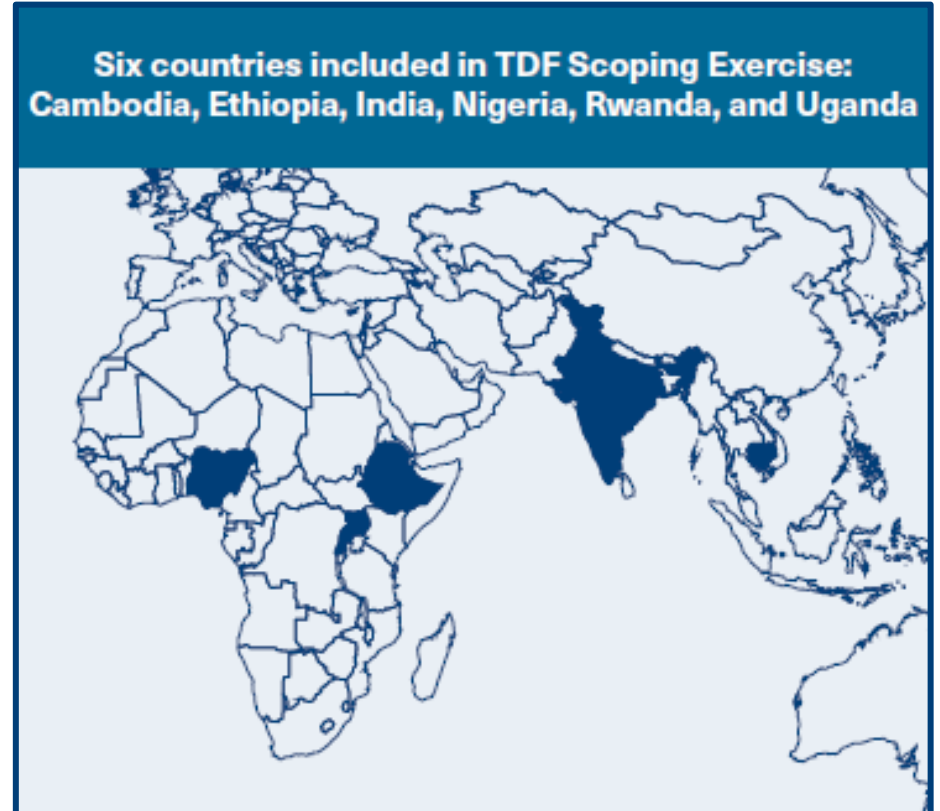 Six countries included in TDF Scoping Exercise:
Cambodia, Ethiopia, India, Nigeria, Rwanda, and Uganda